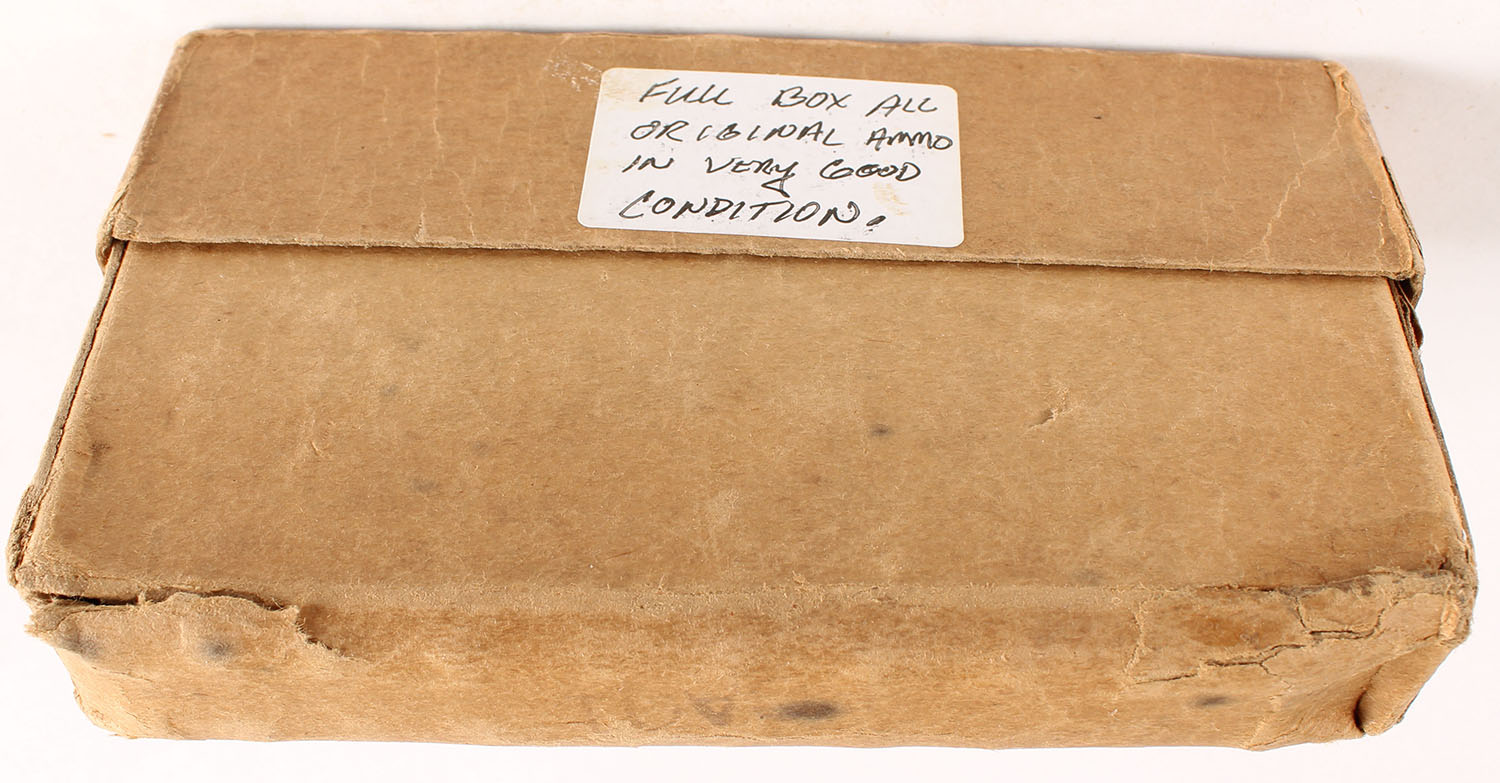 FULL BOX ALL
ORIGINAL AMMO
IN VERY GOOD
CONDITION.